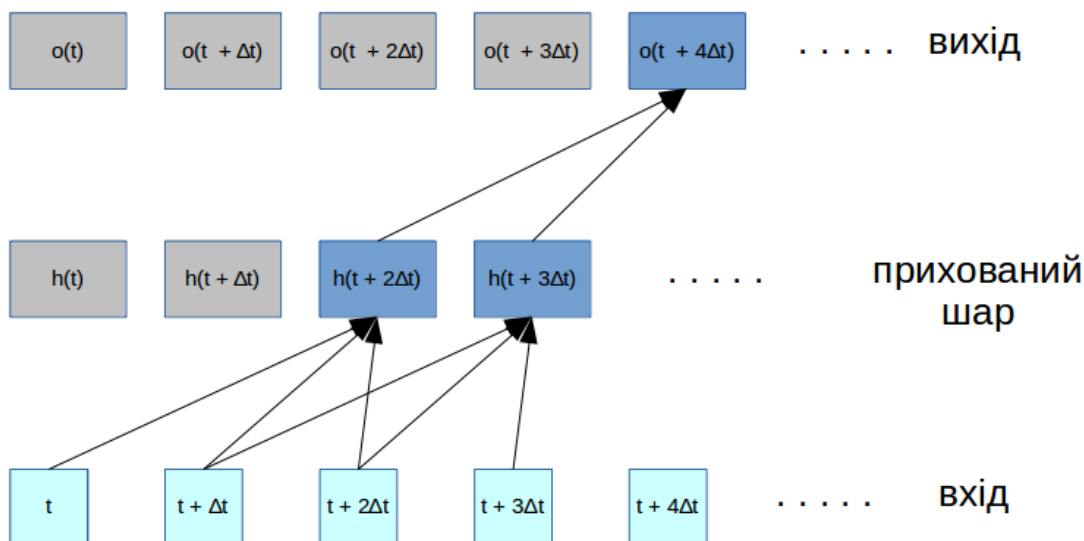 o(t) o(t + Δt) o(t + 2Δt) o(t + 3Δt) o(t + 4Δt) . . . . . вихід
h(t) h(t + Δt) h(t + 2Δt) h(t + 3Δt) . . . . . прихований
шар
t t + Δt t + 2Δt t + 3Δt t + 4Δt . . . . . вхід